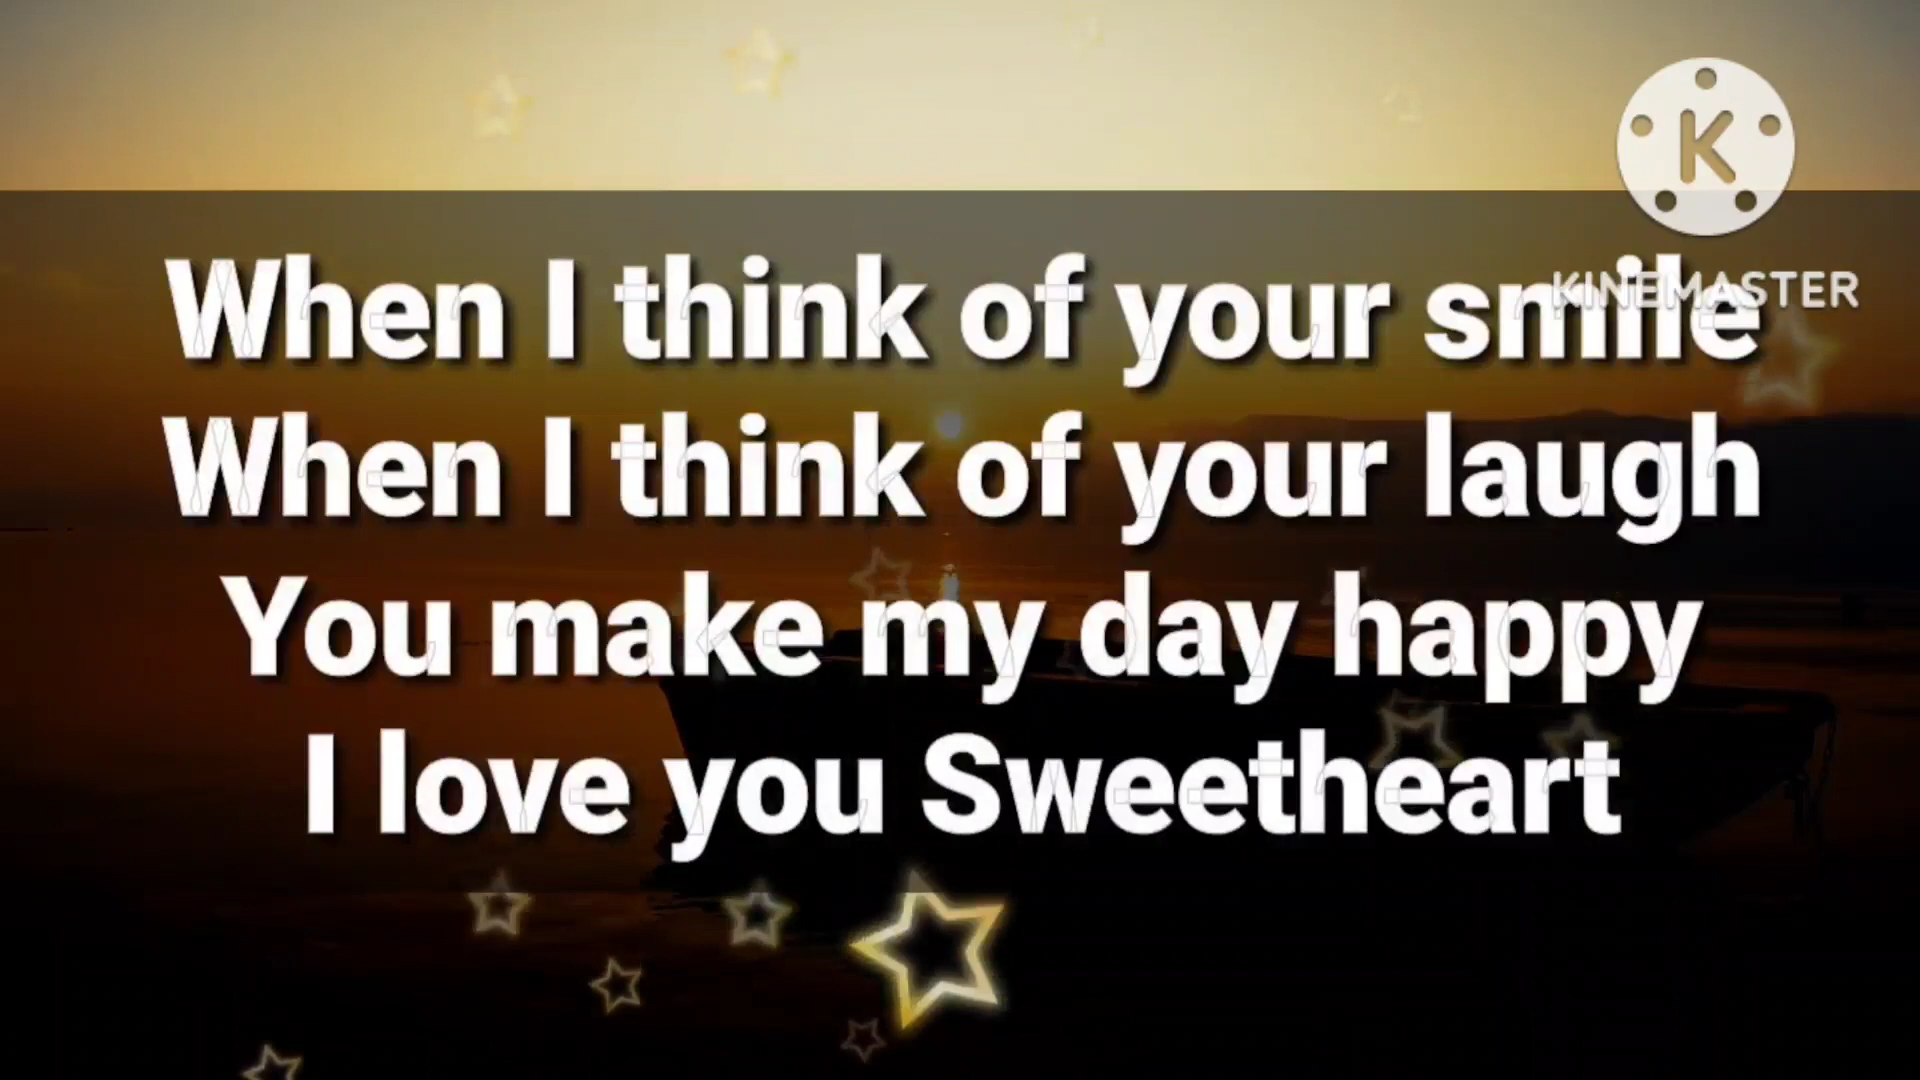 K
KINEMASTER
When I think of your smile
When I think of your laugh
You make my day happy
I love you Sweetheart